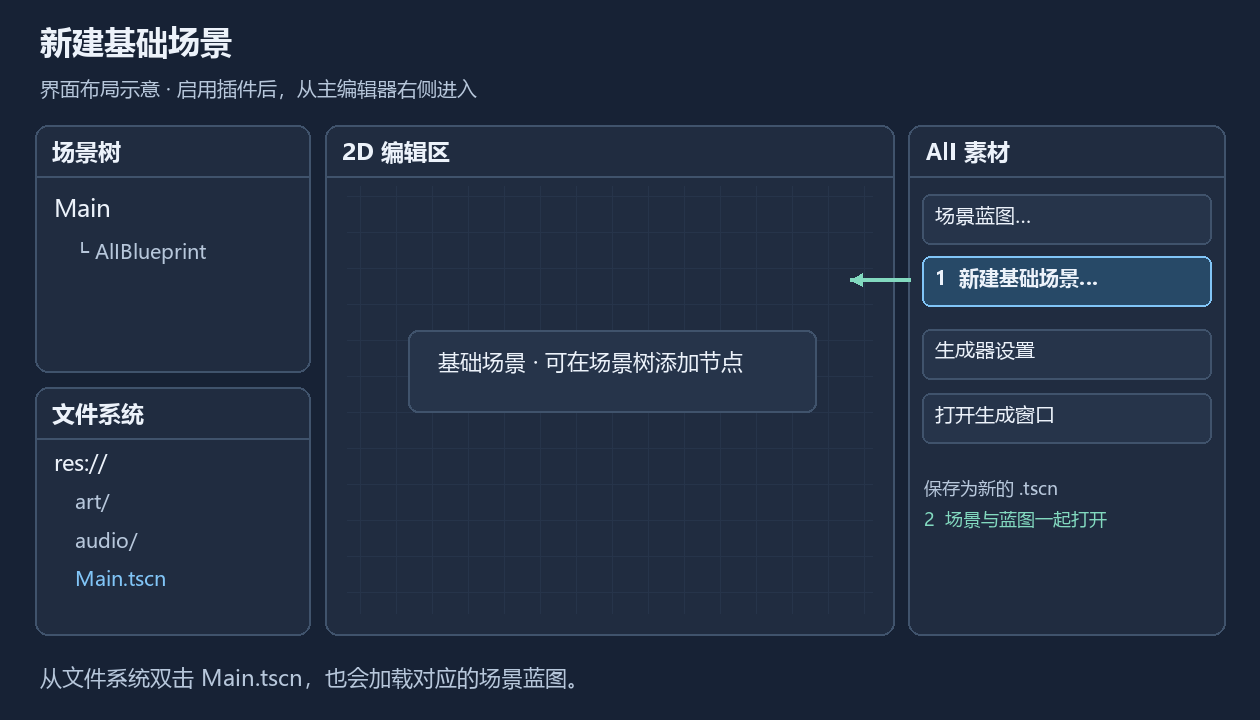 新建基础场景
界面布局示意 · 启用插件后，从主编辑器右侧进入
场景树
Main
└ AllBlueprint
文件系统
res://
art/
audio/
Main.tscn
2D 编辑区
基础场景 · 可在场景树添加节点
All 素材
场景蓝图...
1 新建基础场景...
生成器设置
打开生成窗口
保存为新的 .tscn
2 场景与蓝图一起打开
从文件系统双击 Main.tscn，也会加载对应的场景蓝图。